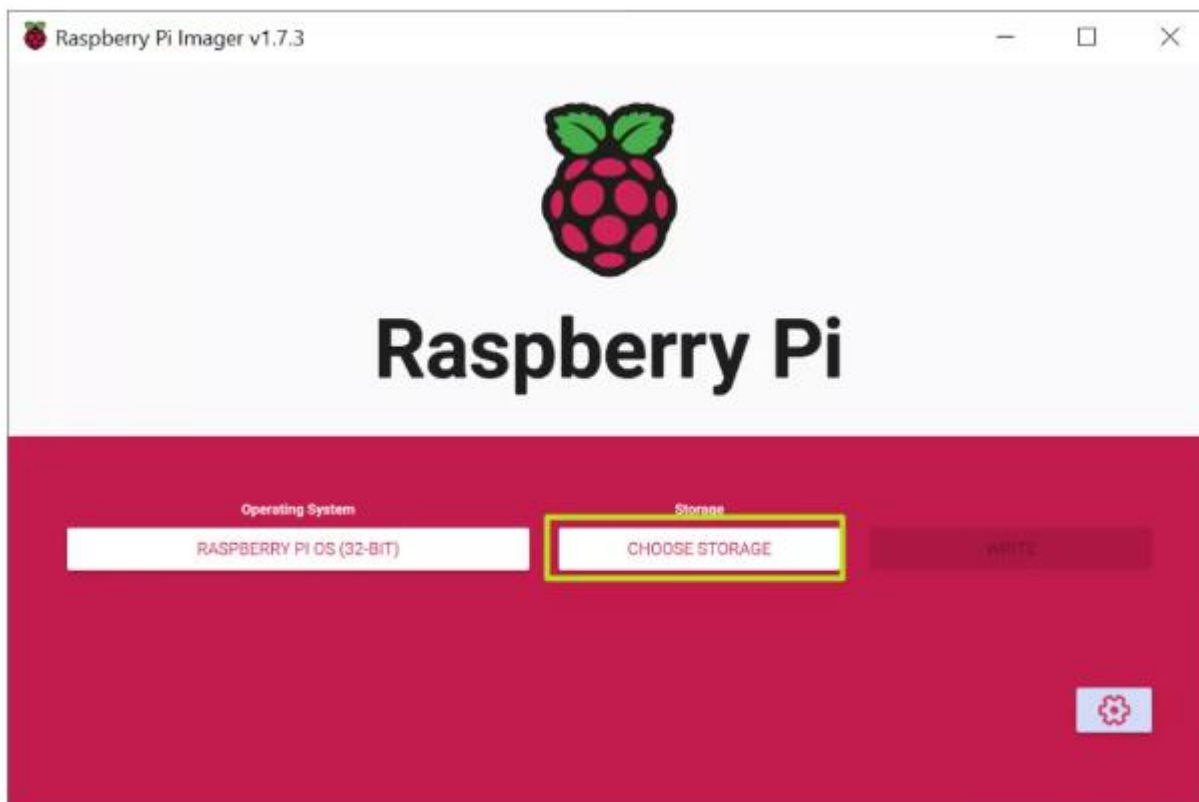 Raspberry Pi Imager v1.7.3
Raspberry Pi
Operating System
Storage
RASPBERRY PI OS (32-BIT)
CHOOSE STORAGE
WRITE